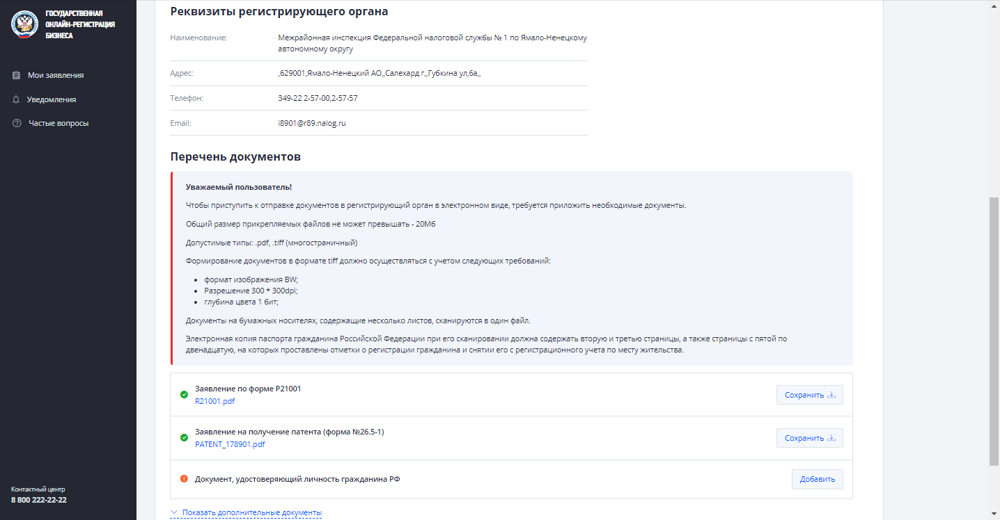 ГОСУДАРСТВЕННАЯ
ОНЛАЙН-РЕГИСТРАЦИЯ
БИЗНЕСА
Мои заявления
Уведомления
Частые вопросы
Контактный центр
8 800 222-22-22
Реквизиты регистрирующего органа
Наименование:
Межрайонная инспекция Федеральной налоговой службы № 1 по Ямало-Ненецкому
автономному округу
Адрес:
,629001,Ямало-Ненецкий АО,,Салехард г,,Губкина ул,6а,,
Телефон:
349-22 2-57-00,2-57-57
Email:
i8901@r89.nalog.ru
Перечень документов
Уважаемый пользователь!
Чтобы приступить к отправке документов в регистрирующий орган в электронном виде, требуется приложить необходимые документы.
Общий размер прикрепляемых файлов не может превышать - 20Мб
Допустимые типы: .pdf, .tiff (многостраничный)
Формирование документов в формате tiff должно осуществляться с учетом следующих требований:
• формат изображения BW;
• Разрешение 300 * 300dpi;
• глубина цвета 1 бит;
Документы на бумажных носителях, содержащие несколько листов, сканируются в один файл.
Электронная копия паспорта гражданина Российской Федерации при его сканировании должна содержать вторую и третью страницы, а также страницы с пятой по
двенадцатую, на которых проставлены отметки о регистрации гражданина и снятии его с регистрационного учета по месту жительства.
Заявление по форме Р21001
R21001.pdf
Сохранить
Заявление на получение патента (форма №26.5-1)
PATENT_178901.pdf
Сохранить
Документ, удостоверяющий личность гражданина РФ
Добавить
Показать дополнительные документы